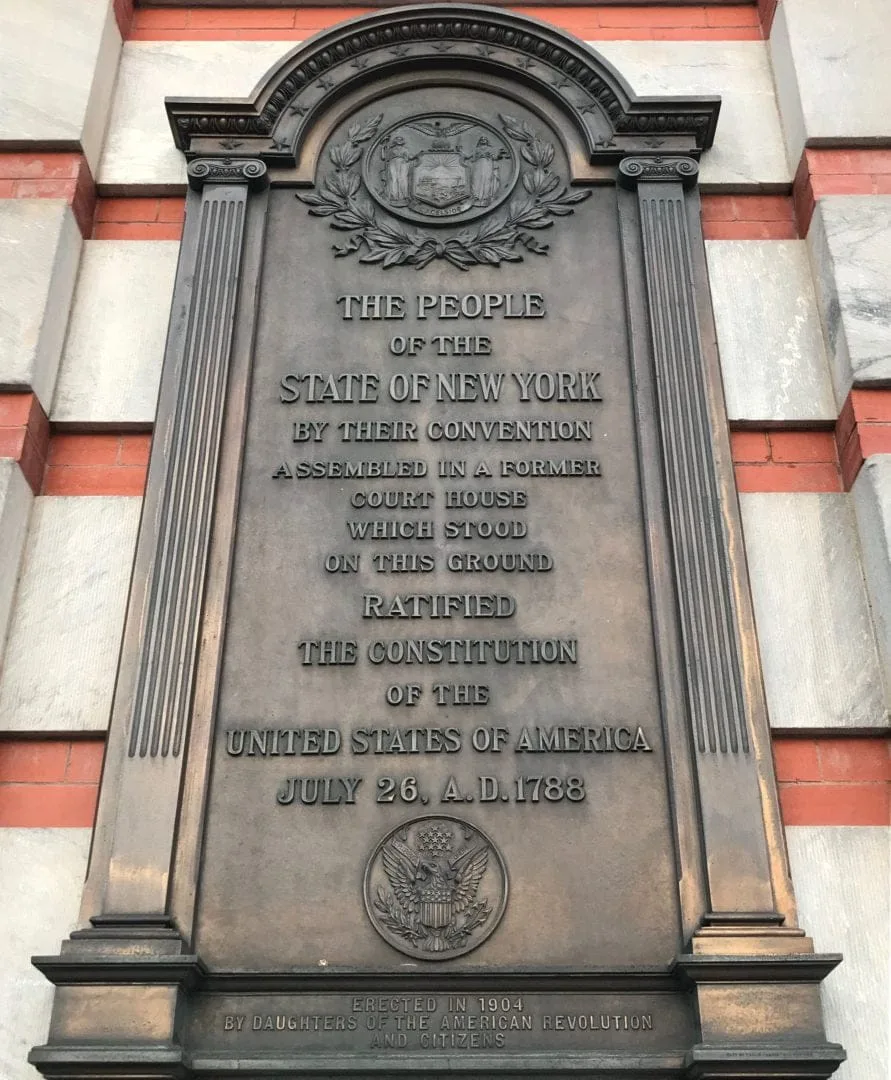 EXCELSIOR
THE PEOPLE
OF THE
STATE OF NEW YORK
BY THEIR CONVENTION
ASSEMBLED IN A FORMER
COURT HOUSE
WHICH STOOD
ON THIS GROUND
RATIFIED
THE CONSTITUTION
OF THE
UNITED STATES OF AMERICA
JULY 26, A.D. 1788
ERECTED IN 1904
BY DAUGHTERS OF THE AMERICAN REVOLUTION
AND CITIZENS